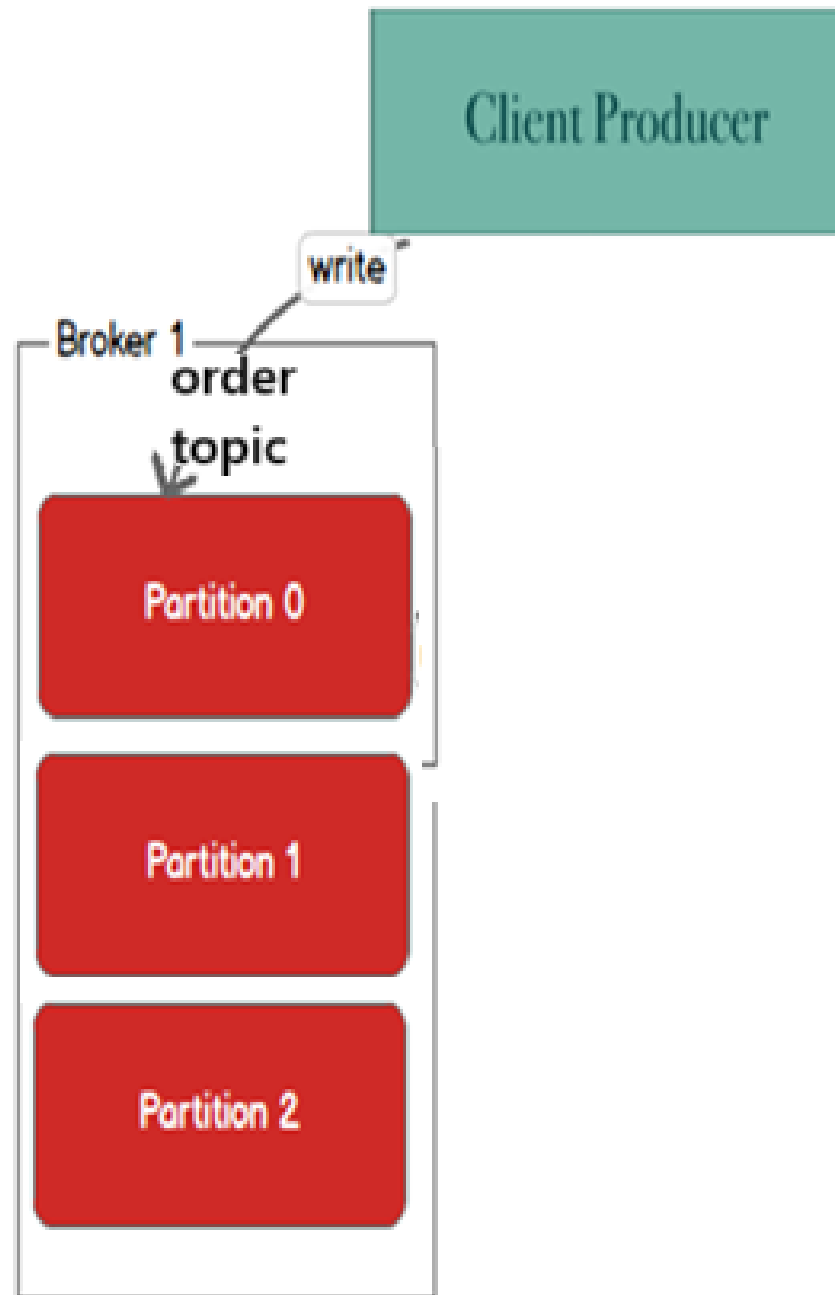 Client Producer
write
Broker 1
order
topic
Partition 0
Partition 1
Partition 2